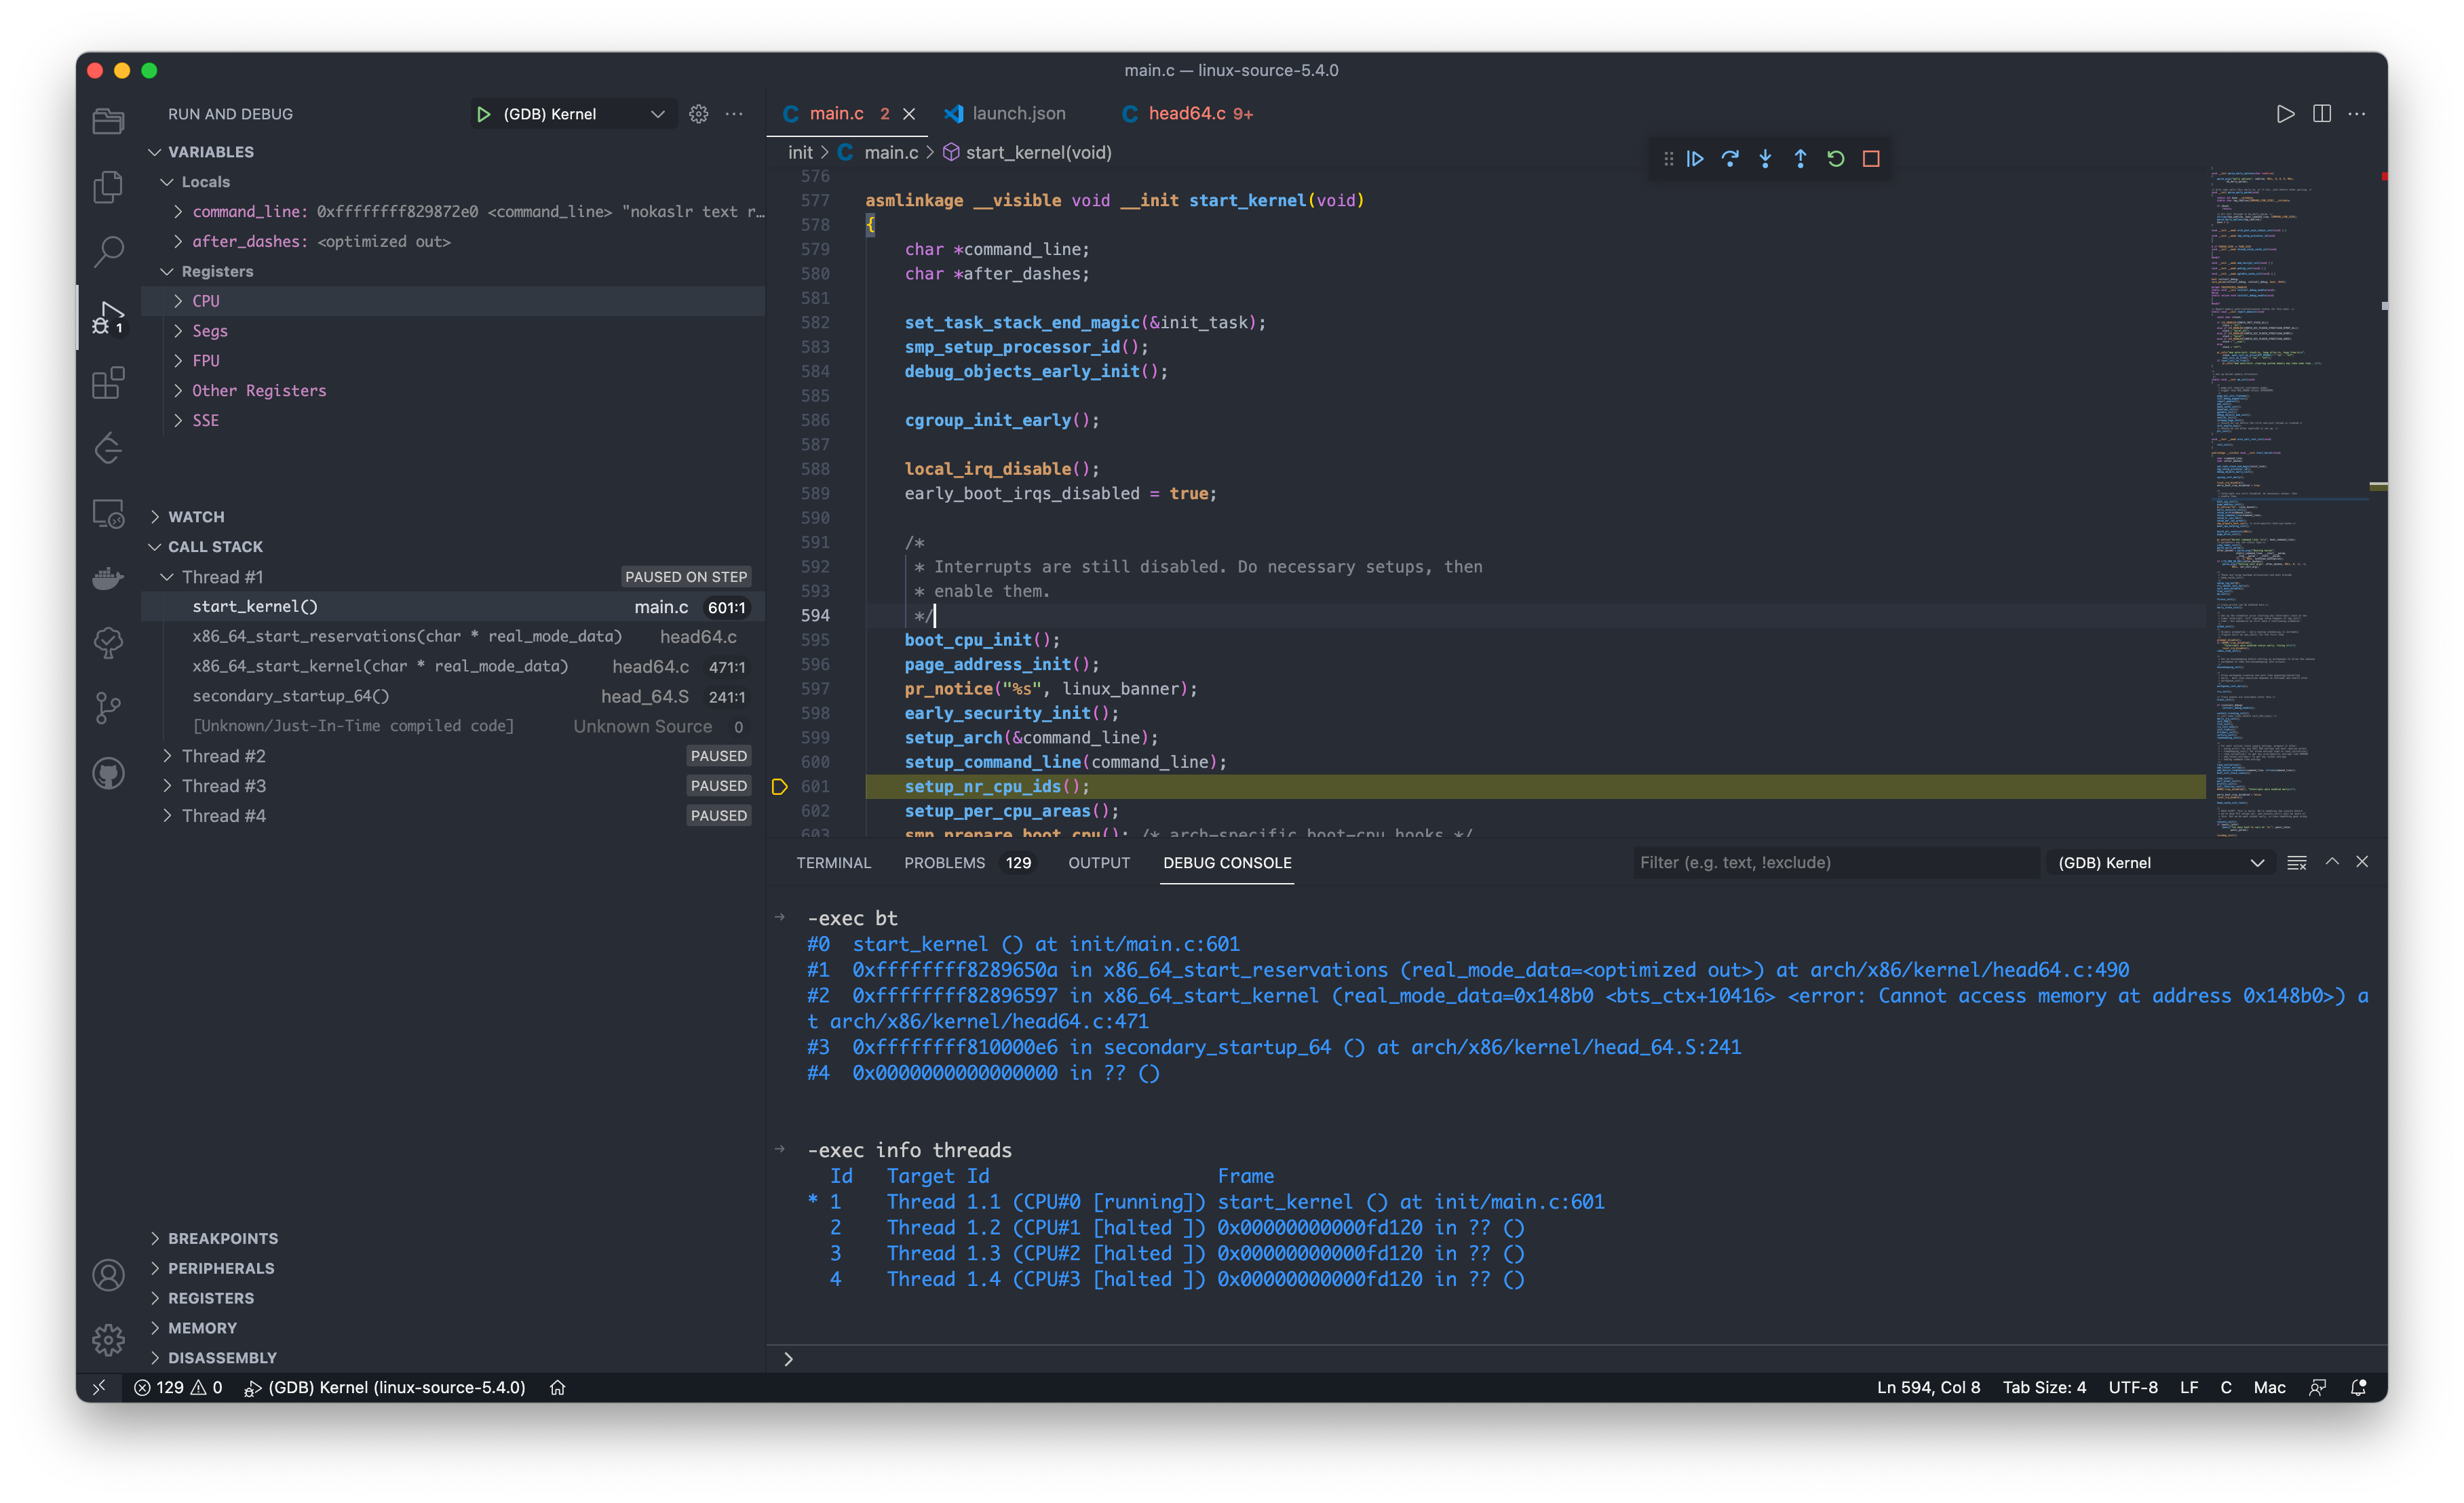 main.c — linux-source-5.4.0
RUN AND DEBUG
(GDB) Kernel
VARIABLES
Locals
command_line: 0xffffffff829872e0 <command_line> "nokaslr text r…
after_dashes: <optimized out>
Registers
CPU
Segs
FPU
Other Registers
SSE
1
WATCH
CALL STACK
Thread #1 PAUSED ON STEP
start_kernel() main.c 601:1
x86_64_start_reservations(char * real_mode_data) head64.c
x86_64_start_kernel(char * real_mode_data) head64.c 471:1
secondary_startup_64() head_64.S 241:1
[Unknown/Just-In-Time compiled code] Unknown Source 0
Thread #2 PAUSED
Thread #3 PAUSED
Thread #4 PAUSED
BREAKPOINTS
PERIPHERALS
REGISTERS
MEMORY
DISASSEMBLY
main.c 2 launch.json head64.c 9+
init > main.c > start_kernel(void)
576
577 asmlinkage __visible void __init start_kernel(void)
578 {
579 char *command_line;
580 char *after_dashes;
581
582 set_task_stack_end_magic(&init_task);
583 smp_setup_processor_id();
584 debug_objects_early_init();
585
586 cgroup_init_early();
587
588 local_irq_disable();
589 early_boot_irqs_disabled = true;
590
591 /*
592 * Interrupts are still disabled. Do necessary setups, then
593 * enable them.
594 */
595 boot_cpu_init();
596 page_address_init();
597 pr_notice("%s", linux_banner);
598 early_security_init();
599 setup_arch(&command_line);
600 setup_command_line(command_line);
601 setup_nr_cpu_ids();
602 setup_per_cpu_areas();
603 smp_prepare_boot_cpu(); /* arch-specific boot-cpu hooks */
TERMINAL PROBLEMS 129 OUTPUT DEBUG CONSOLE Filter (e.g. text, !exclude) (GDB) Kernel
-exec bt
#0 start_kernel () at init/main.c:601
#1 0xffffffff8289650a in x86_64_start_reservations (real_mode_data=<optimized out>) at arch/x86/kernel/head64.c:490
#2 0xffffffff82896597 in x86_64_start_kernel (real_mode_data=0x148b0 <bts_ctx+10416> <error: Cannot access memory at address 0x148b0>) a
t arch/x86/kernel/head64.c:471
#3 0xffffffff810000e6 in secondary_startup_64 () at arch/x86/kernel/head_64.S:241
#4 0x0000000000000000 in ?? ()
-exec info threads
Id Target Id Frame
* 1 Thread 1.1 (CPU#0 [running]) start_kernel () at init/main.c:601
2 Thread 1.2 (CPU#1 [halted ]) 0x00000000000fd120 in ?? ()
3 Thread 1.3 (CPU#2 [halted ]) 0x00000000000fd120 in ?? ()
4 Thread 1.4 (CPU#3 [halted ]) 0x00000000000fd120 in ?? ()
129 0 (GDB) Kernel (linux-source-5.4.0) Ln 594, Col 8 Tab Size: 4 UTF-8 LF C Mac